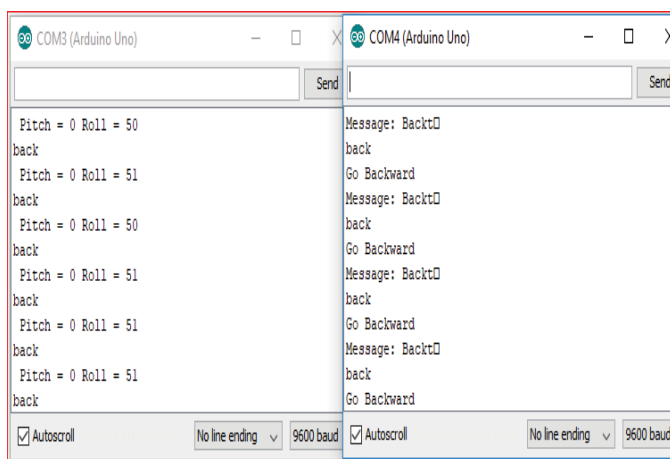 COM3 (Arduino Uno)
Send
Pitch = 0 Roll = 50
back
Pitch = 0 Roll = 51
back
Pitch = 0 Roll = 50
back
Pitch = 0 Roll = 51
back
Pitch = 0 Roll = 51
back
Pitch = 0 Roll = 51
back
Autoscroll
No line ending
9600 baud
COM4 (Arduino Uno)
Send
Message: Backt□
back
Go Backward
Message: Backt□
back
Go Backward
Message: Backt□
back
Go Backward
Message: Backt□
back
Go Backward
Autoscroll
No line ending
9600 baud